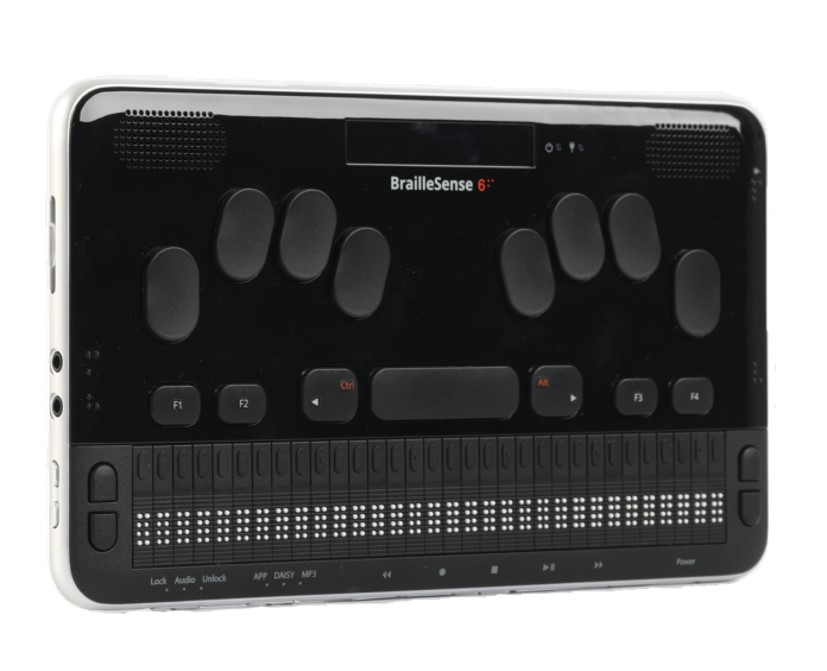 BrailleSense 6
Ctrl
Alt
F1 F2 F3 F4
Lock Audio Unlock APP DAISY MP3 Power